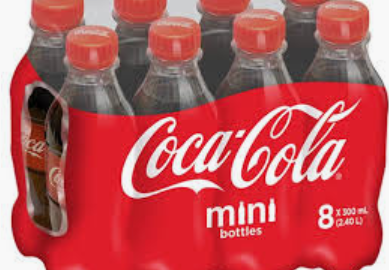 Coca-Cola
mini
bottles
8 x 300 mL
(2.40 L)